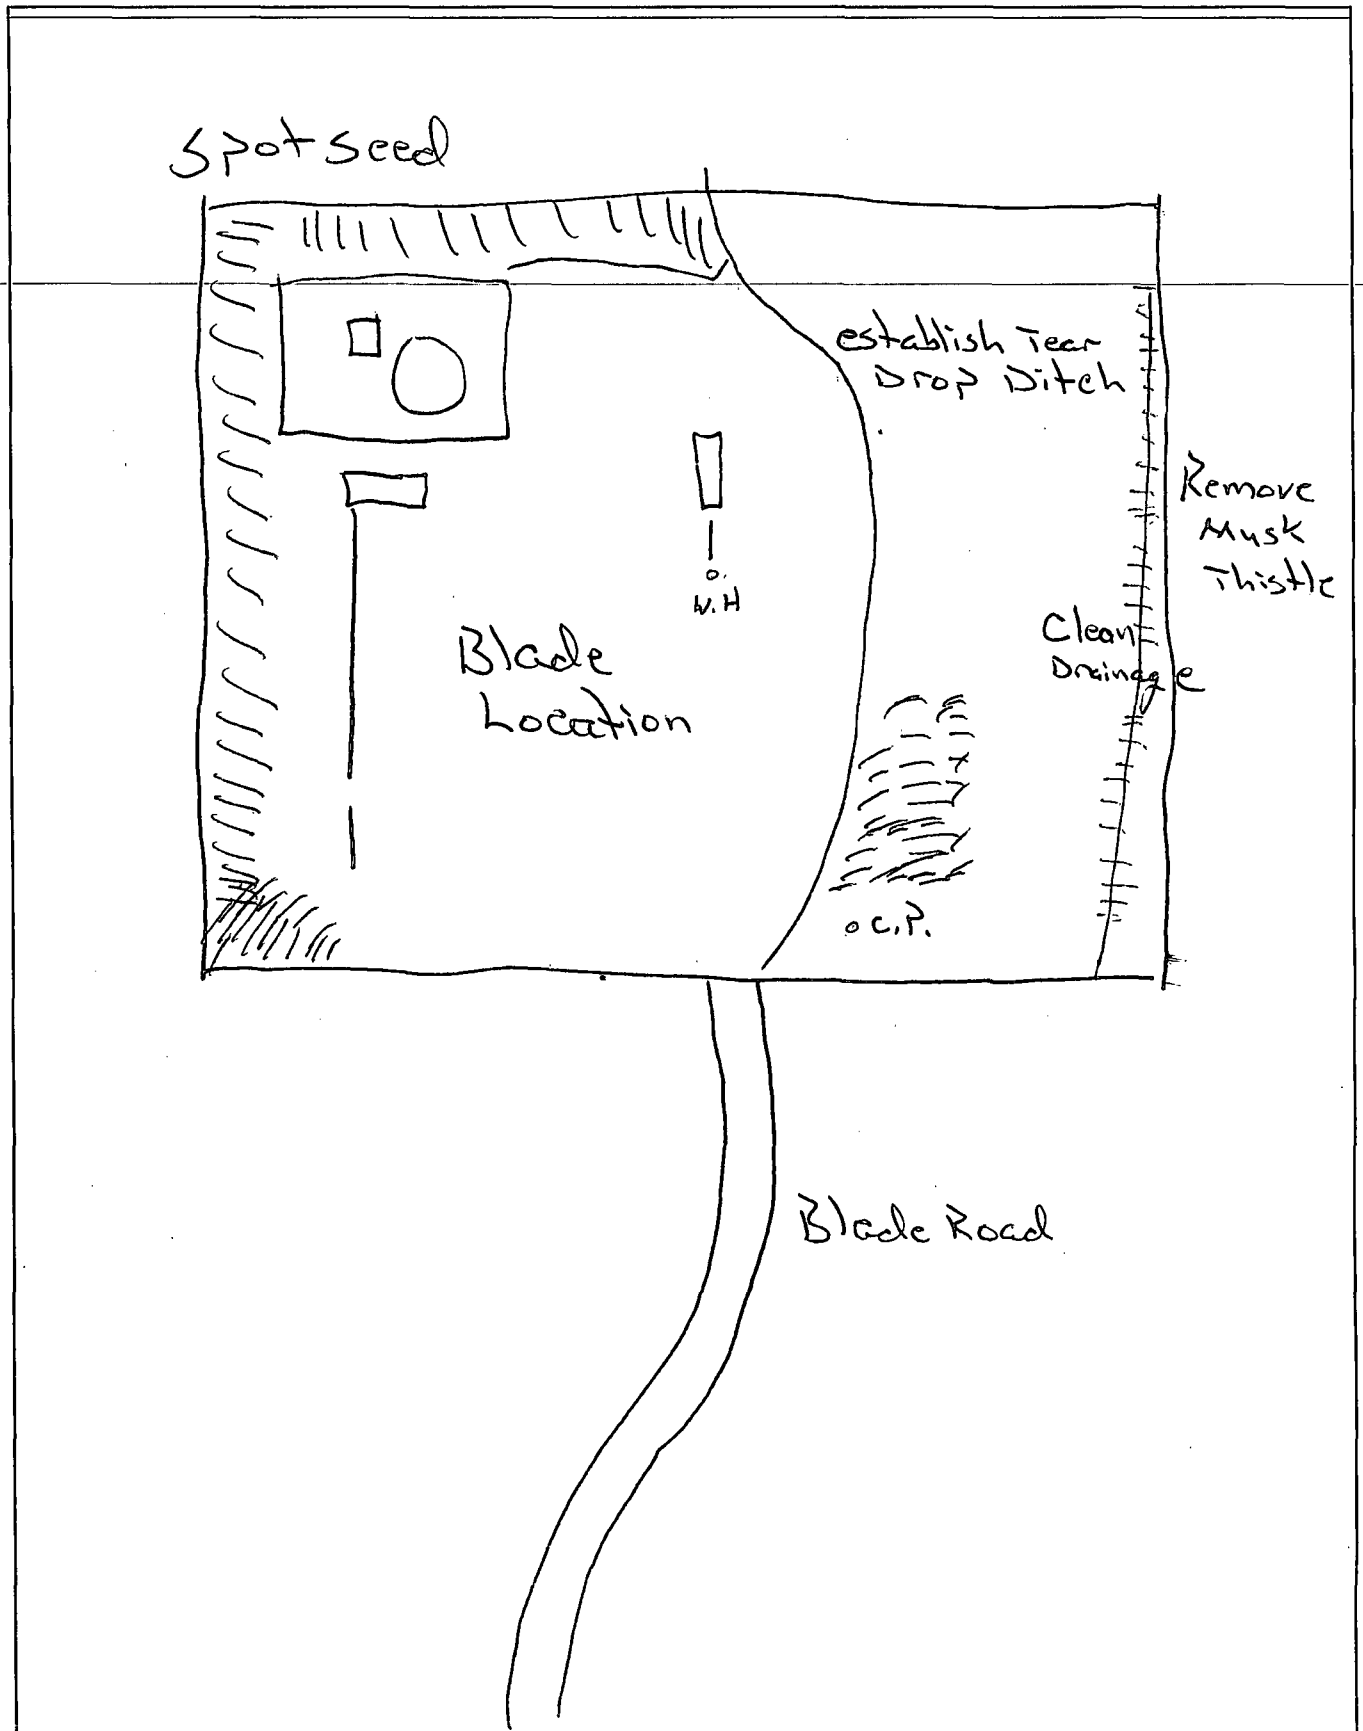 Spot Seed
establish Tear
Drop Ditch
Remove
Musk
Thistle
W.H
Clean
Drainage
Blade
Location
C.P.
Blade Road